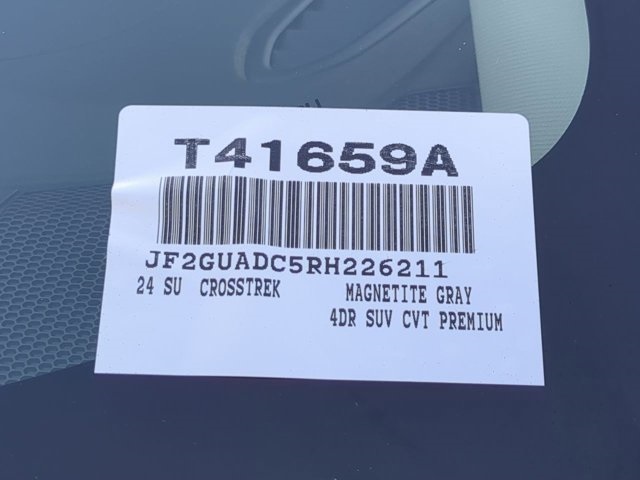 T41659A
JF2GUADC5RH226211
24 SU CROSSTREK MAGNETITE GRAY
4DR SUV CVT PREMIUM